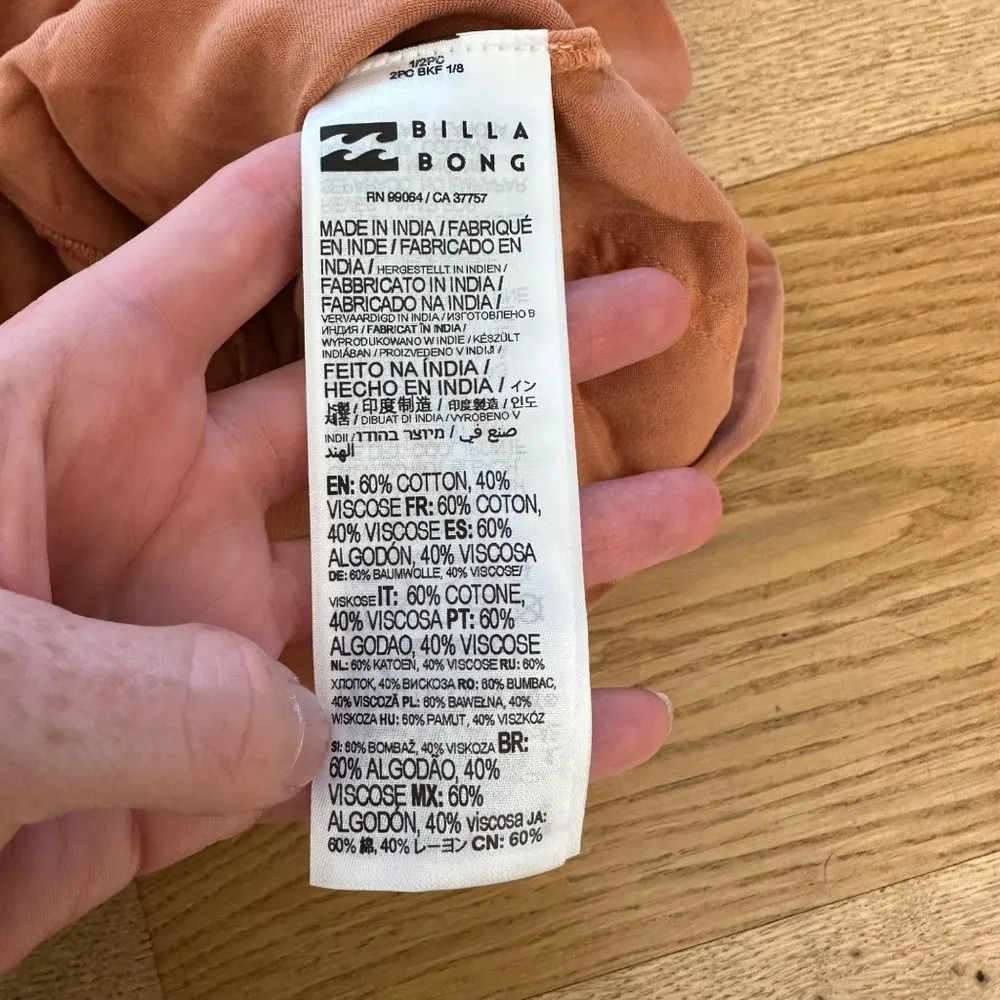 1/2PC
2PC BKF 1/8
BILLA
BONG
RN 99064 / CA 37757
MADE IN INDIA / FABRIQUÉ
EN INDE / FABRICADO EN
INDIA / HERGESTELLT IN INDIEN /
FABBRICATO IN INDIA /
FABRICADO NA INDIA /
VERVAARDIGD IN INDIA / ИЗГОТОВЛЕНО В
ИНДИЯ / FABRICAT ÎN INDIA /
WYPRODUKOWANO W INDIE / KÉSZÜLT
INDIÁBAN / PROIZVEDENO V INDIJI /
FEITO NA ÍNDIA /
HECHO EN INDIA / イン
ド製 / 印度制造 / 印度製造 / 인도
제품 / DIBUAT DI INDIA / VYROBENO V
INDII / מיוצר בהודו / صنع في
الهند
EN: 60% COTTON, 40%
VISCOSE FR: 60% COTON,
40% VISCOSE ES: 60%
ALGODÓN, 40% VISCOSA
DE: 60% BAUMWOLLE, 40% VISCOSE/
VISKOSE IT: 60% COTONE,
40% VISCOSA PT: 60%
ALGODAO, 40% VISCOSE
NL: 60% KATOEN, 40% VISCOSE RU: 60%
ХЛОПОК, 40% ВИСКОЗА RO: 60% BUMBAC,
40% VISCOZĂ PL: 60% BAWEŁNA, 40%
WISKOZA HU: 60% PAMUT, 40% VISZKÓZ
SI: 60% BOMBAŽ, 40% VISKOZA BR:
60% ALGODÃO, 40%
VISCOSE MX: 60%
ALGODÓN, 40% viscosa JA:
60% 綿, 40% レーヨン CN: 60%